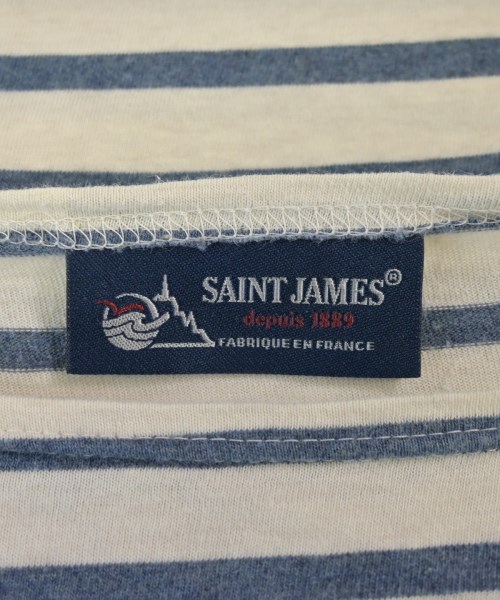 SAINT JAMES®
depuis 1889
FABRIQUE EN FRANCE